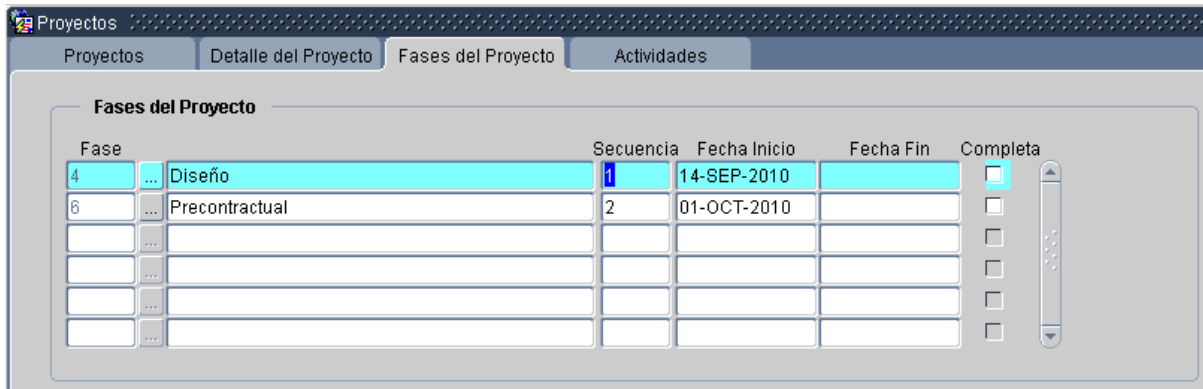 Proyectos
Proyectos Detalle del Proyecto Fases del Proyecto Actividades
Fases del Proyecto
Fase Secuencia Fecha Inicio Fecha Fin Completa
4 ... Diseño 1 14-SEP-2010
6 ... Precontractual 2 01-OCT-2010
...
...
...
...